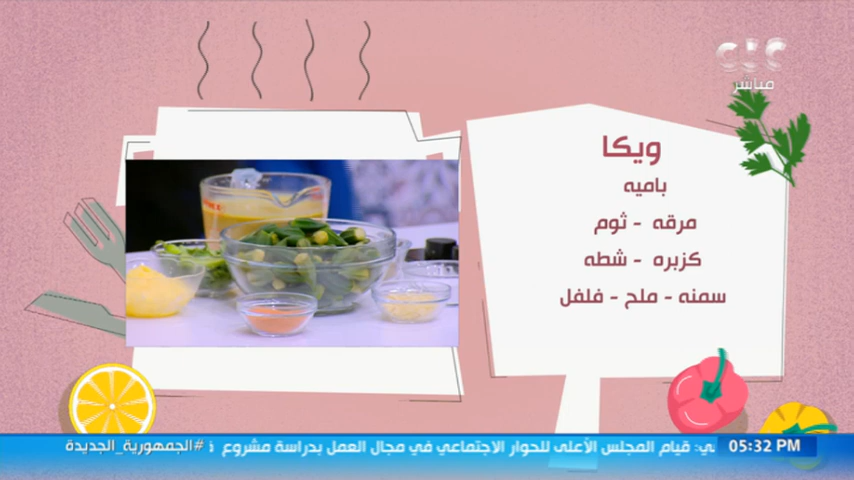 CBC
مباشر
ويكا
باميه
مرقه - ثوم
كزبره - شطه
سمنه - ملح - فلفل
05:32 PM
ي: قيام المجلس الأعلى للحوار الاجتماعي في مجال العمل بدراسة مشروع
#الجمهورية_الجديدة